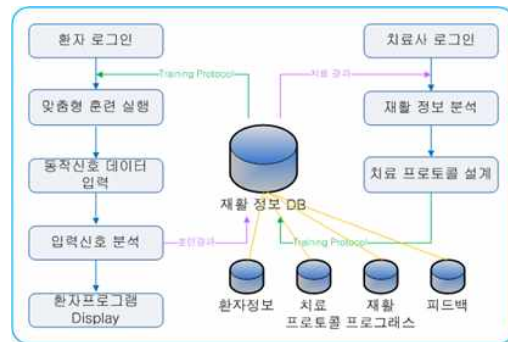 환자 로그인
치료사 로그인
Training Protocol
치료 결과
맞춤형 훈련 실행
재활 정보 분석
동작신호 데이터
입력
치료 프로토콜 설계
재활 정보 DB
입력신호 분석
훈련결과
Training Protocol
환자정보
치료
프로토콜
재활
프로그래스
피드백
환자프로그램
Display